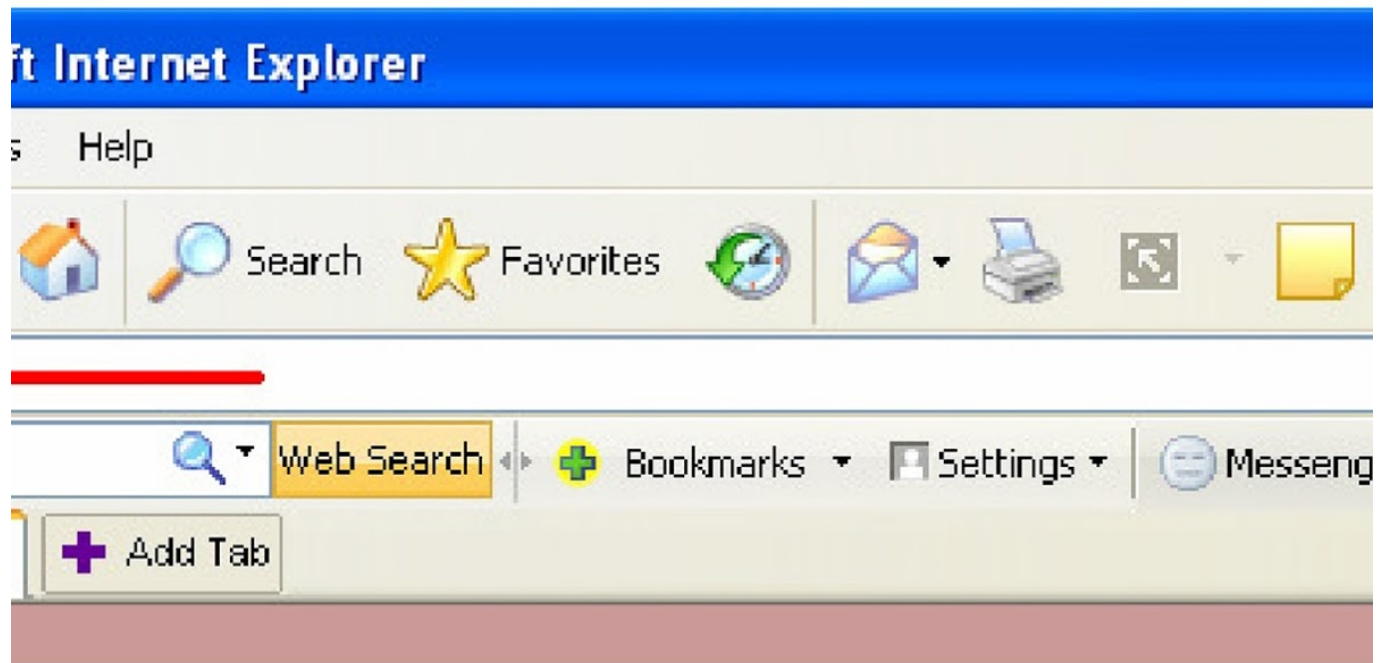 ft Internet Explorer
s Help
Search Favorites
Web Search Bookmarks Settings Messeng
Add Tab